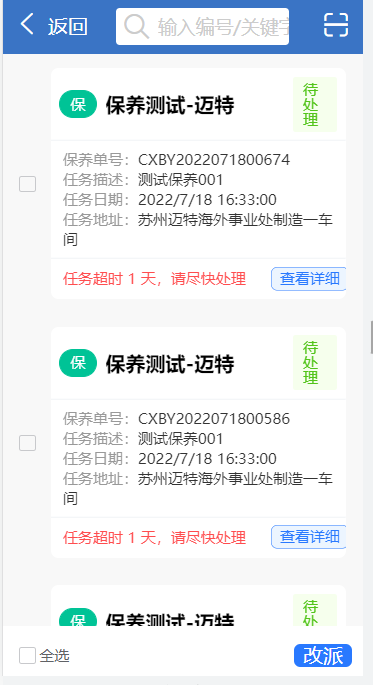 返回
输入编号/关键字
待
处
理
保 保养测试-迈特
保养单号：CXBY2022071800674
任务描述：测试保养001
任务日期：2022/7/18 16:33:00
任务地址：苏州迈特海外事业处制造一车
间
任务超时 1 天，请尽快处理 查看详细
待
处
理
保 保养测试-迈特
保养单号：CXBY2022071800586
任务描述：测试保养001
任务日期：2022/7/18 16:33:00
任务地址：苏州迈特海外事业处制造一车
间
任务超时 1 天，请尽快处理 查看详细
待
处
保 保养测试-迈特
全选 改派